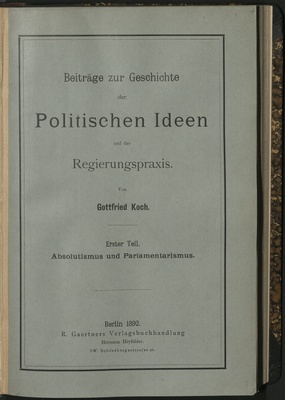 Beiträge zur Geschichte
der
Politischen Ideen
und der
Regierungspraxis.
Von
Gottfried Koch.
Erster Teil.
Absolutismus und Parlamentarismus.
Berlin 1892.
R. Gaertners Verlagsbuchhandlung
Hermann Heyfelder.
SW. Schönebergerstraße 26.